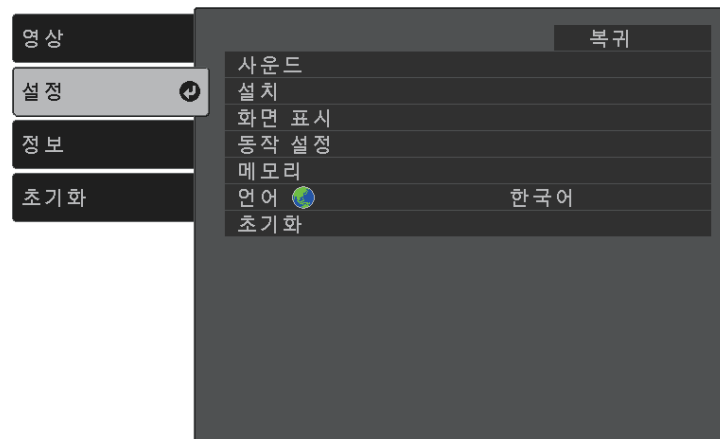 영상
설정
정보
초기화
복귀
사운드
설치
화면 표시
동작 설정
메모리
언어 한국어
초기화